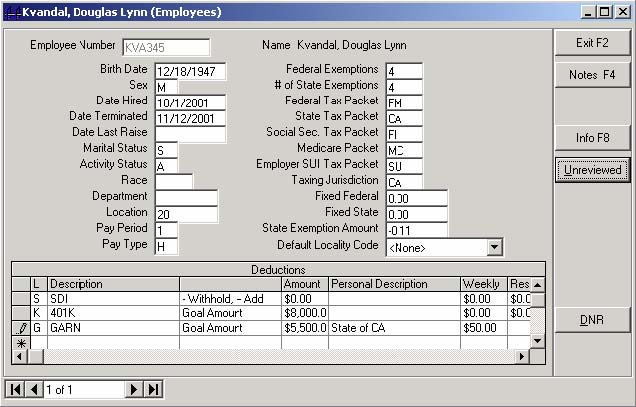 Kvandal, Douglas Lynn (Employees)
Employee Number KVA345 Name Kvandal, Douglas Lynn Exit F2
Birth Date 12/18/1947 Federal Exemptions 4 Notes F4
Sex M # of State Exemptions 4
Date Hired 10/1/2001 Federal Tax Packet FM
Date Terminated 11/12/2001 State Tax Packet CA
Date Last Raise Social Sec. Tax Packet FI
Marital Status S Medicare Packet MC Info F8
Activity Status A Employer SUI Tax Packet SU Unreviewed
Race Taxing Jurisdiction CA
Department Fixed Federal 0.00
Location 20 Fixed State 0.00
Pay Period 1 State Exemption Amount -011
Pay Type H Default Locality Code <None>
Deductions
L Description Amount Personal Description Weekly Res
S SDI - Withhold, - Add $0.00 $0.00 $0.0
K 401K Goal Amount $8,000.0 $0.00 $0.0
G GARN Goal Amount $5,500.0 State of CA $50.00 DNR
1 of 1